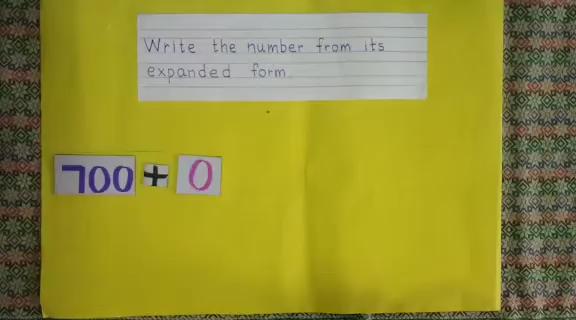 Write the number from its
expanded form.
700 + 0